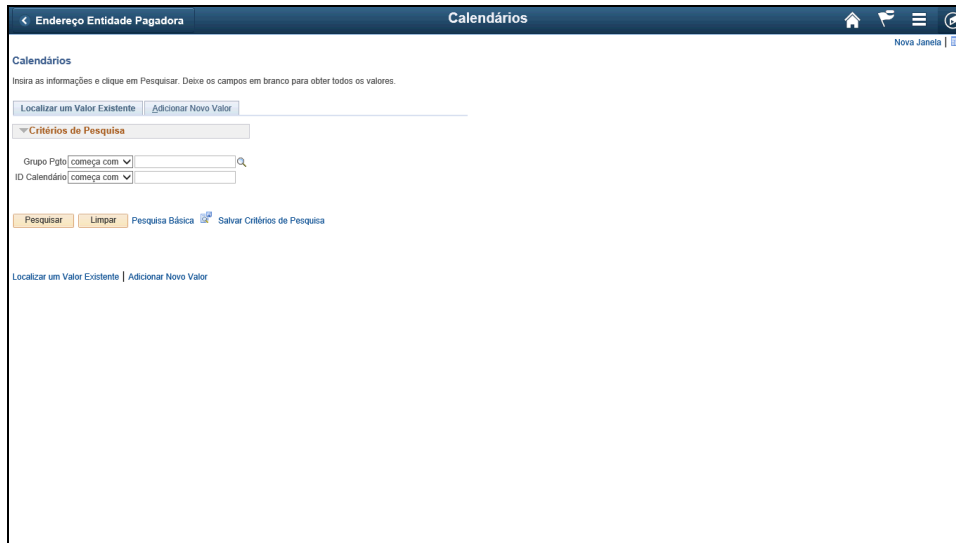 Endereço Entidade Pagadora
Calendários
Nova Janela |
Calendários
Insira as informações e clique em Pesquisar. Deixe os campos em branco para obter todos os valores.
Localizar um Valor Existente Adicionar Novo Valor
Critérios de Pesquisa
Grupo Pgto começa com
ID Calendário começa com
Pesquisar Limpar Pesquisa Básica Salvar Critérios de Pesquisa
Localizar um Valor Existente | Adicionar Novo Valor